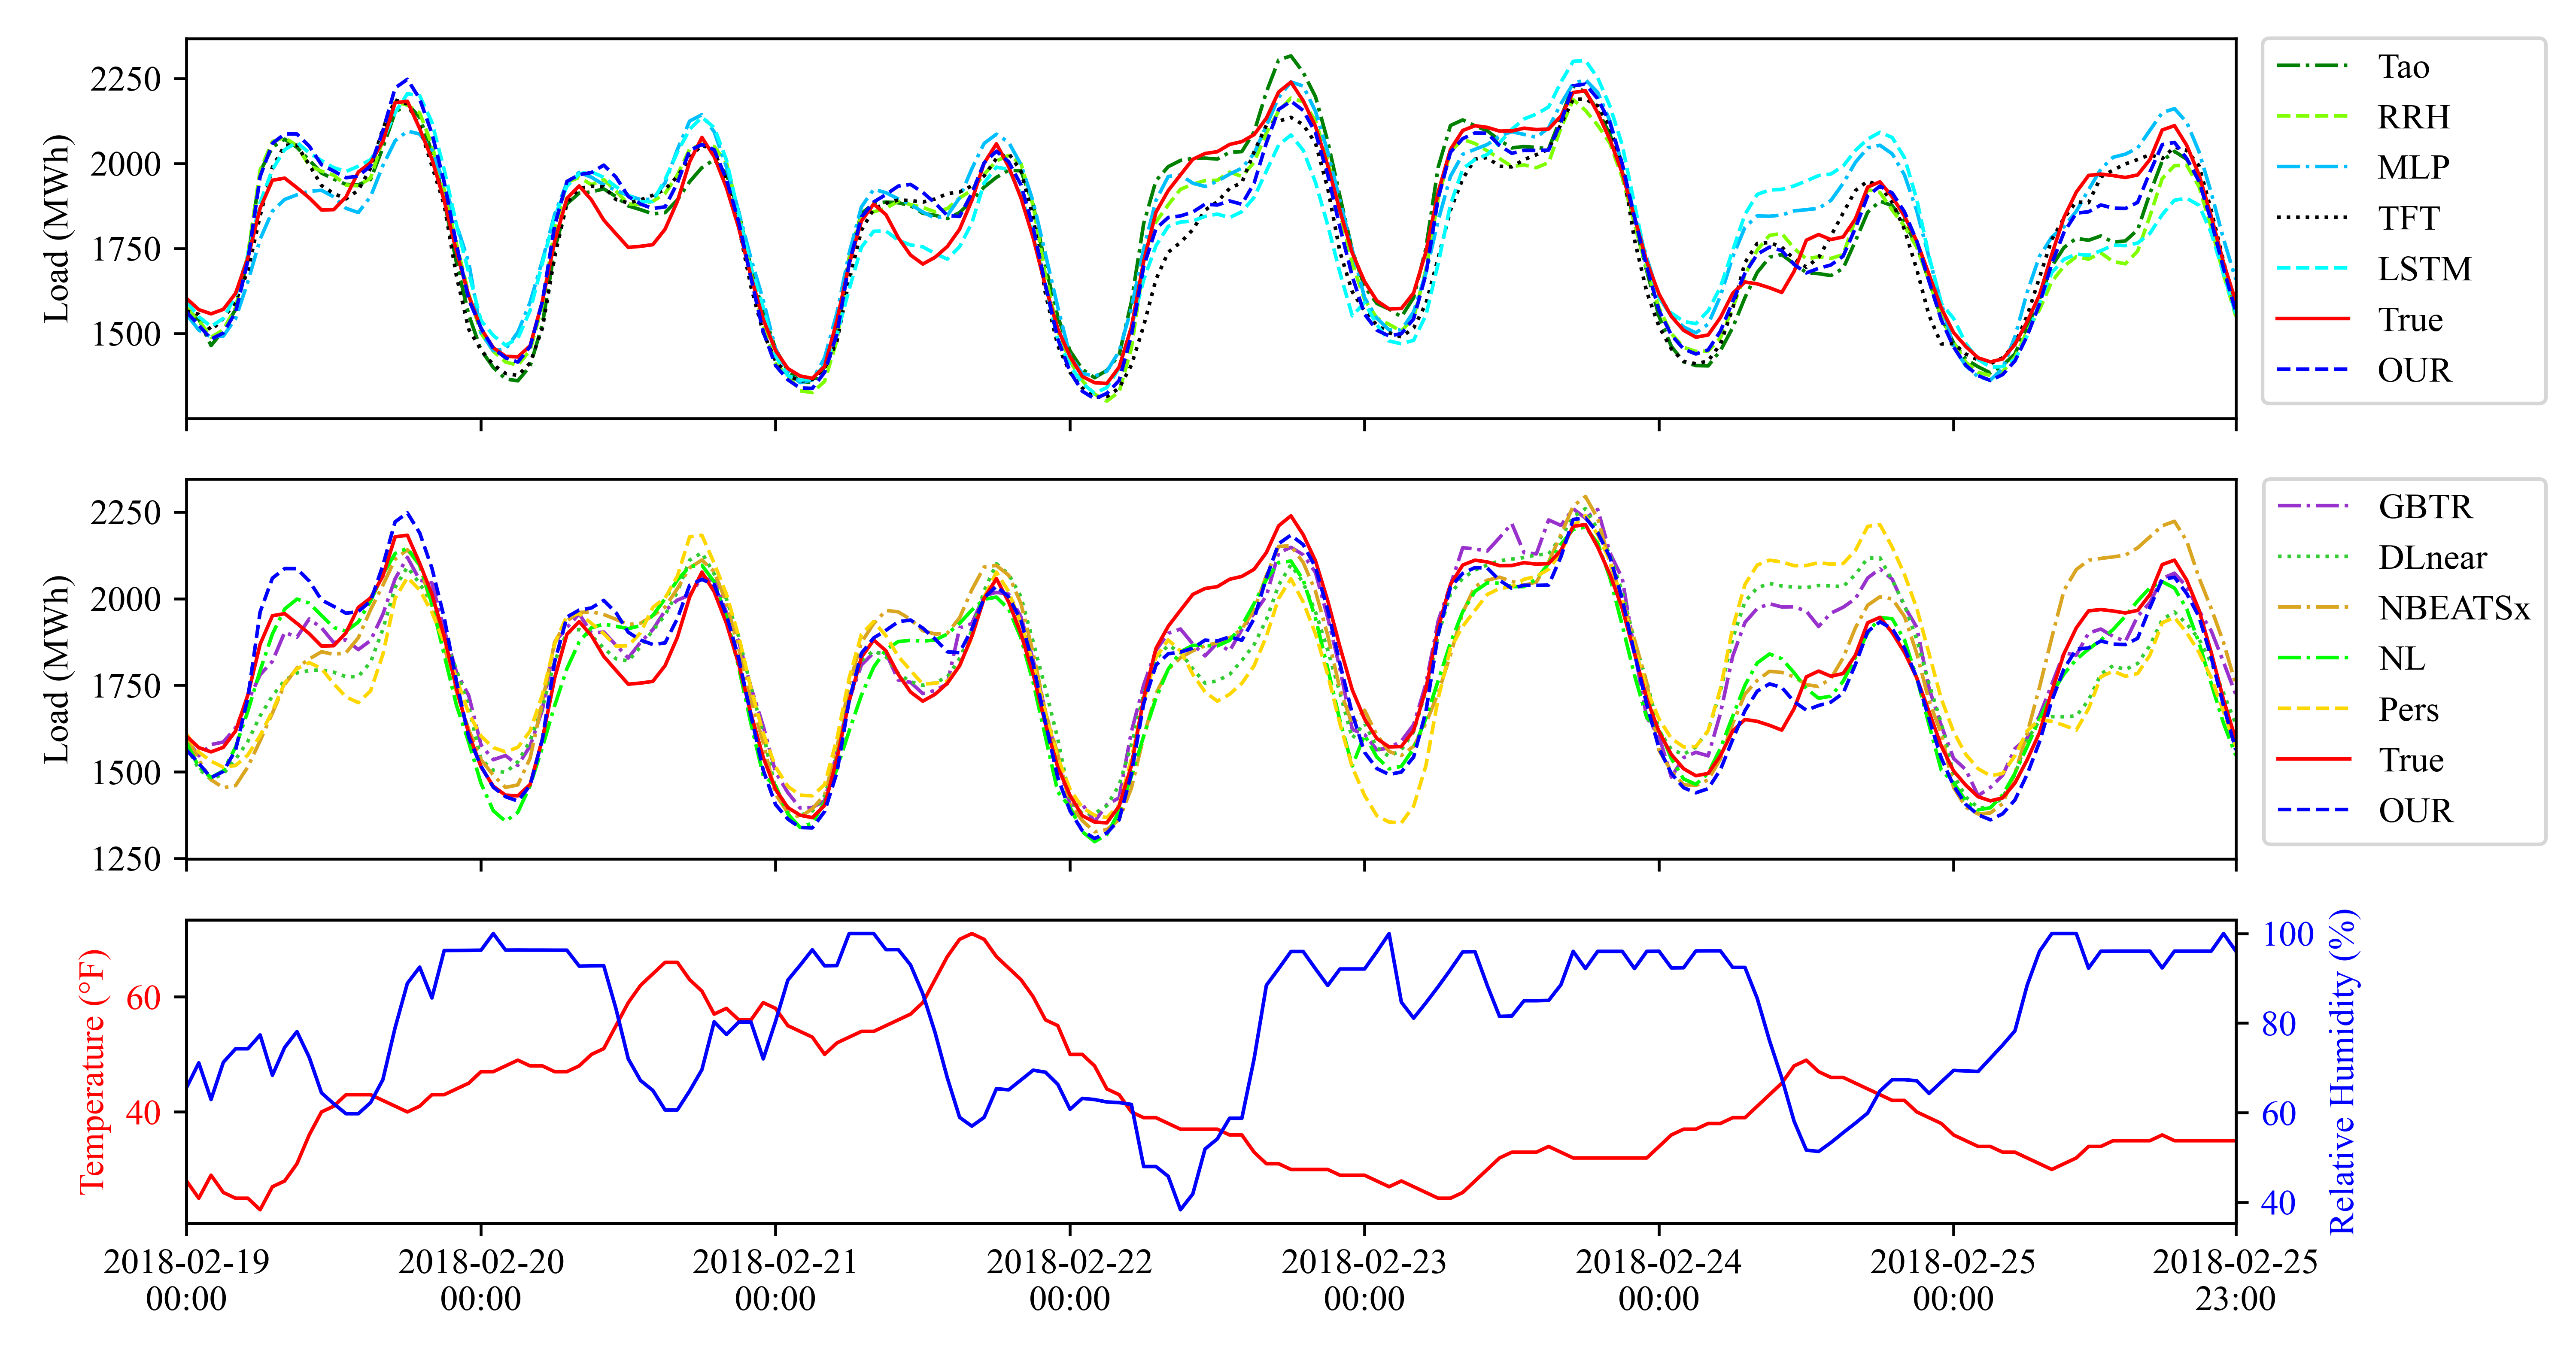 Load (MWh)
2250
2000
1750
1500
Tao
RRH
MLP
TFT
LSTM
True
OUR
Load (MWh)
2250
2000
1750
1500
1250
GBTR
DLnear
NBEATSx
NL
Pers
True
OUR
Temperature (°F)
60
40
100
80
60
40
Relative Humidity (%)
2018-02-19 2018-02-20 2018-02-21 2018-02-22 2018-02-23 2018-02-24 2018-02-25 2018-02-25
00:00 00:00 00:00 00:00 00:00 00:00 00:00 23:00